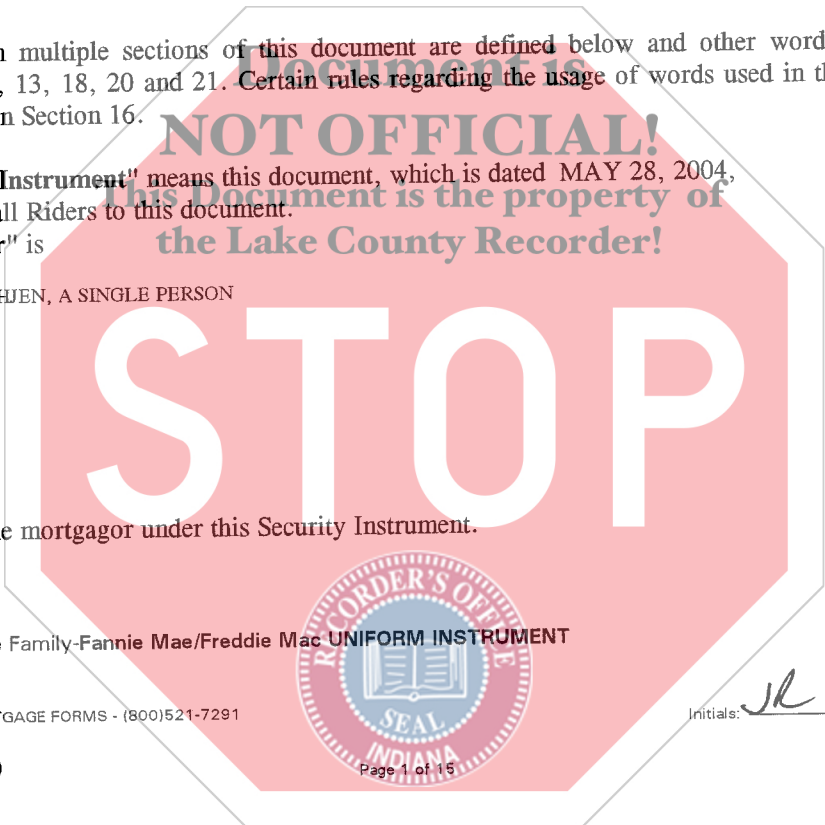 multiple sections of this document are defined below and other word
, 13, 18, 20 and 21. Certain rules regarding the usage of words used in th
n Section 16.
Document is
NOT OFFICIAL!
Instrument" means this document, which is dated MAY 28, 2004,
This Document is the property of
all Riders to this document.
the Lake County Recorder!
r" is
HJEN, A SINGLE PERSON
STOP
e mortgagor under this Security Instrument.
RECORDER'S OFFICE
Family-Fannie Mae/Freddie Mac UNIFORM INSTRUMENT
TGAGE FORMS - (800)521-7291
Initials: JR
SEAL
INDIANA
Page 1 of 15